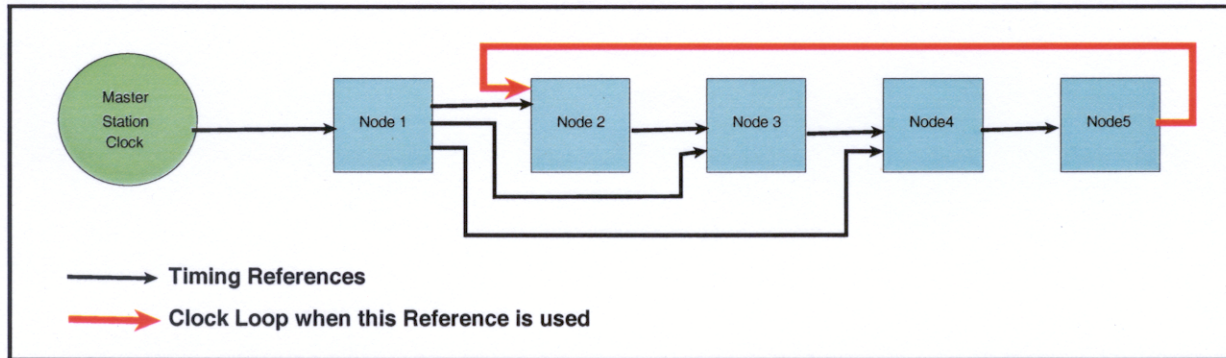 Master
Station
Clock
Node 1
Node 2
Node 3
Node4
Node5
Timing References
Clock Loop when this Reference is used